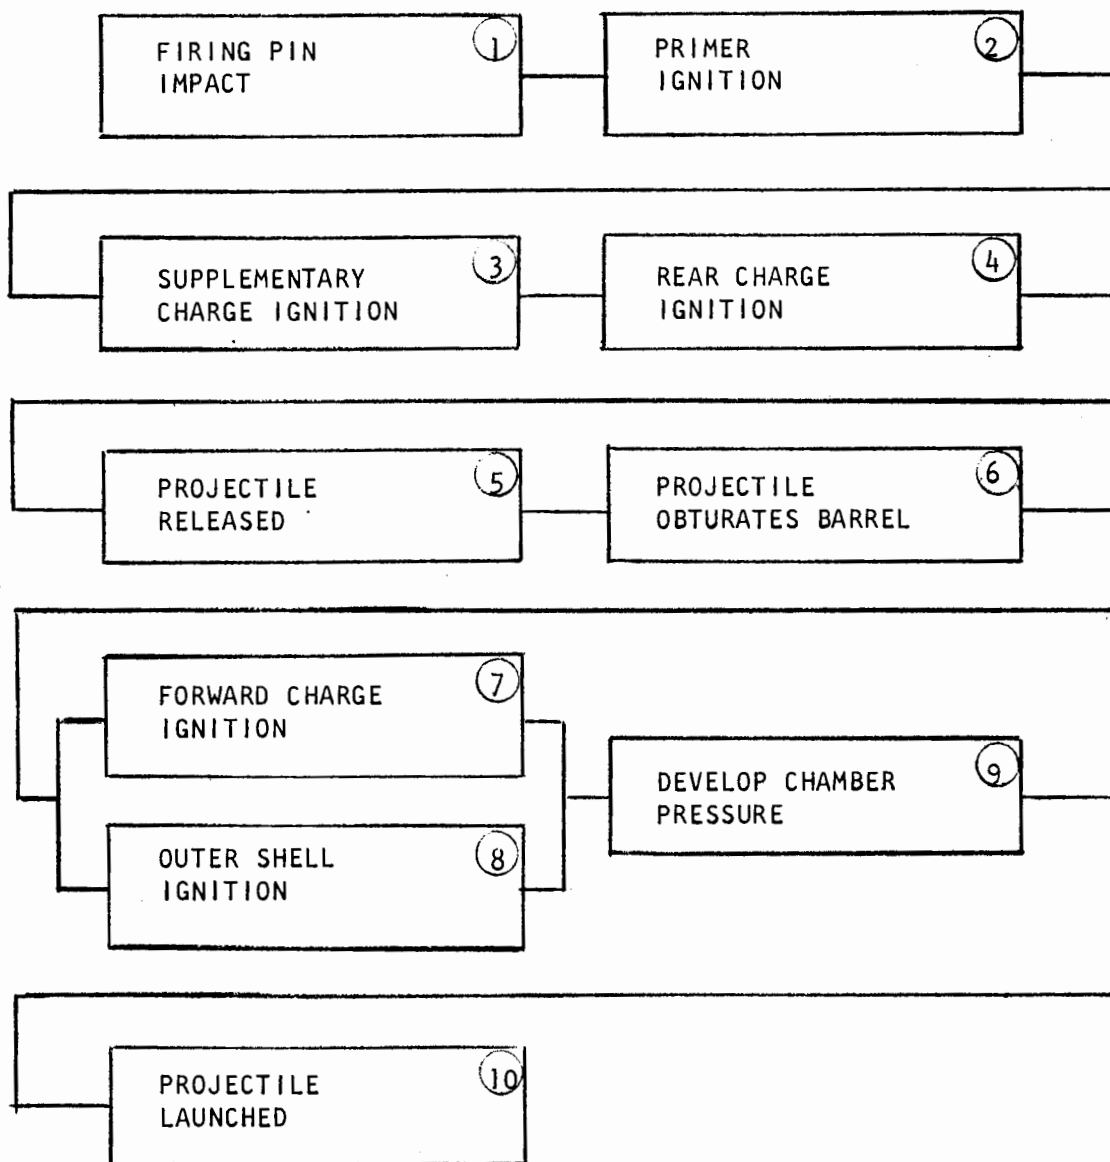 FIRING PIN
IMPACT
1
PRIMER
IGNITION
2
SUPPLEMENTARY
CHARGE IGNITION
3
REAR CHARGE
IGNITION
4
PROJECTILE
RELEASED
5
PROJECTILE
OBTURATES BARREL
6
FORWARD CHARGE
IGNITION
7
OUTER SHELL
IGNITION
8
DEVELOP CHAMBER
PRESSURE
9
PROJECTILE
LAUNCHED
10